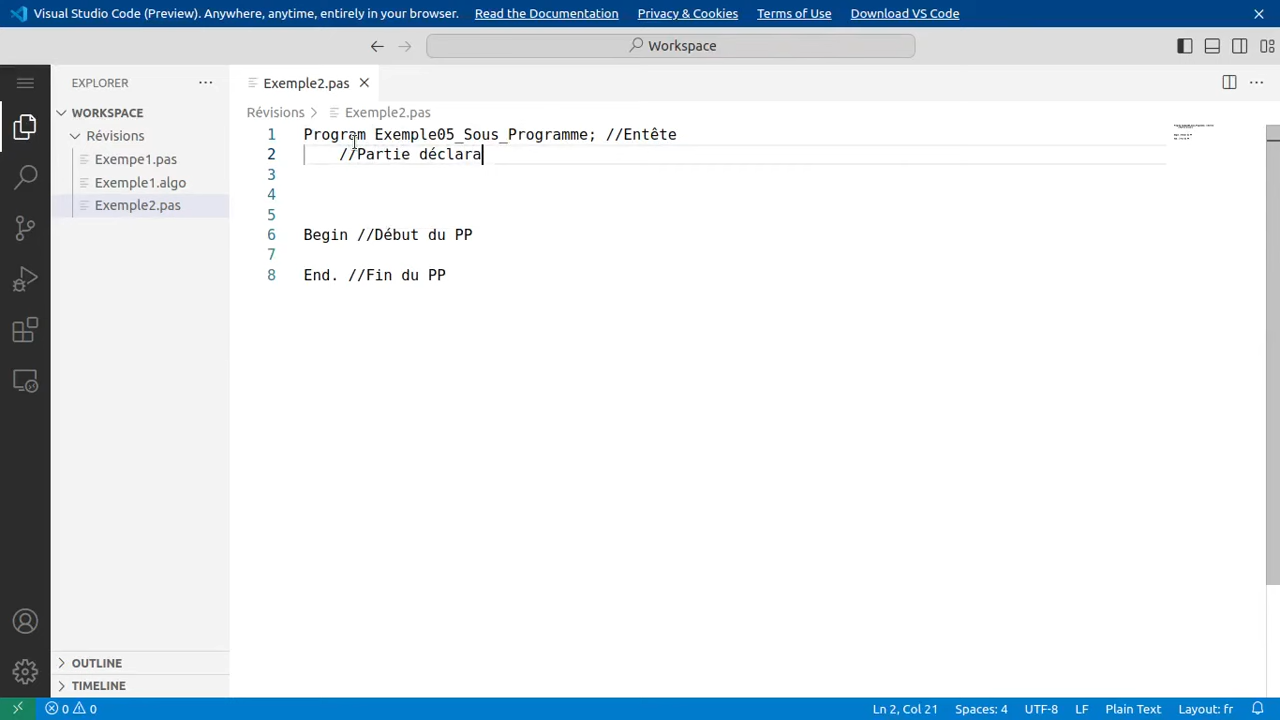 Visual Studio Code (Preview). Anywhere, anytime, entirely in your browser. Read the Documentation Privacy & Cookies Terms of Use Download VS Code
Workspace
EXPLORER
WORKSPACE
Révisions
Exempe1.pas
Exemple1.algo
Exemple2.pas
OUTLINE
TIMELINE
Exemple2.pas
Révisions Exemple2.pas
1 Program Exemple05_Sous_Programme; //Entête
2 //Partie déclara
3
4
5
6 Begin //Début du PP
7
8 End. //Fin du PP
0 0 Ln 2, Col 21 Spaces: 4 UTF-8 LF Plain Text Layout: fr